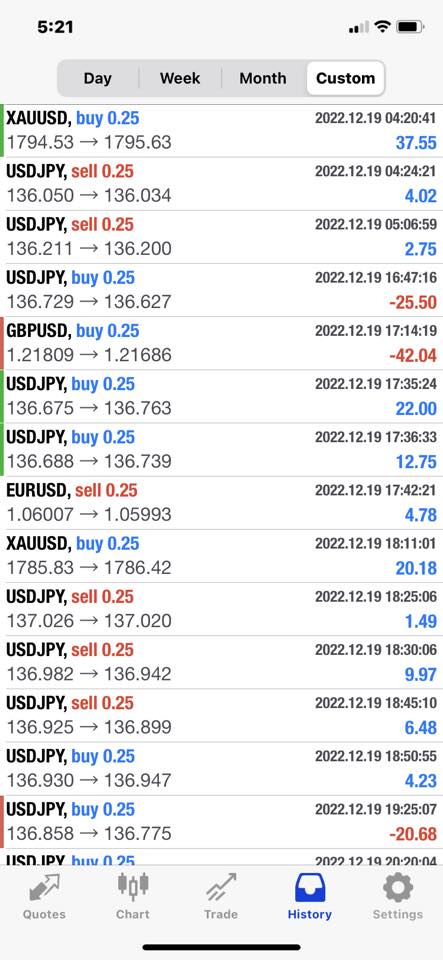 5:21
Day Week Month Custom
XAUUSD, buy 0.25 2022.12.19 04:20:41
1794.53 → 1795.63 37.55
USDJPY, sell 0.25 2022.12.19 04:24:21
136.050 → 136.034 4.02
USDJPY, sell 0.25 2022.12.19 05:06:59
136.211 → 136.200 2.75
USDJPY, buy 0.25 2022.12.19 16:47:16
136.729 → 136.627 -25.50
GBPUSD, buy 0.25 2022.12.19 17:14:19
1.21809 → 1.21686 -42.04
USDJPY, buy 0.25 2022.12.19 17:35:24
136.675 → 136.763 22.00
USDJPY, buy 0.25 2022.12.19 17:36:33
136.688 → 136.739 12.75
EURUSD, sell 0.25 2022.12.19 17:42:21
1.06007 → 1.05993 4.78
XAUUSD, buy 0.25 2022.12.19 18:11:01
1785.83 → 1786.42 20.18
USDJPY, sell 0.25 2022.12.19 18:25:06
137.026 → 137.020 1.49
USDJPY, sell 0.25 2022.12.19 18:30:06
136.982 → 136.942 9.97
USDJPY, sell 0.25 2022.12.19 18:45:10
136.925 → 136.899 6.48
USDJPY, buy 0.25 2022.12.19 18:50:55
136.930 → 136.947 4.23
USDJPY, buy 0.25 2022.12.19 19:25:07
136.858 → 136.775 -20.68
USDJPY, buy 0.25 2022.12.19 20:20:04
Quotes Chart Trade History Settings